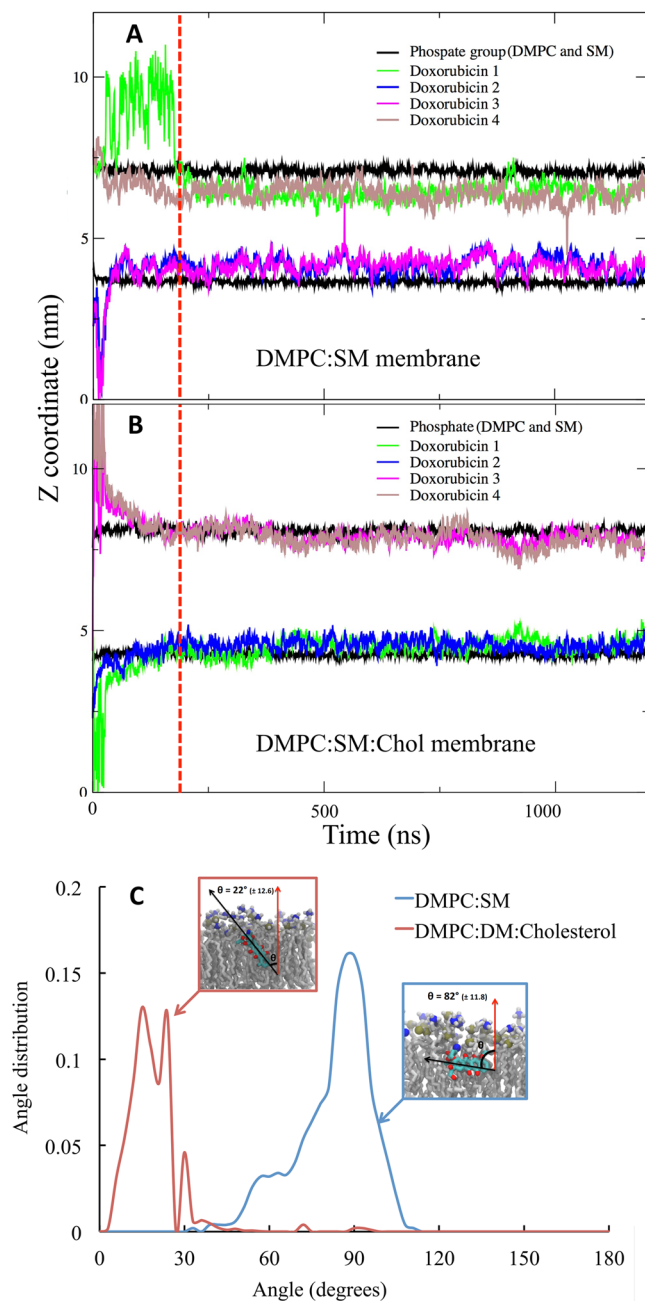 A
Phospate group (DMPC and SM)
Doxorubicin 1
Doxorubicin 2
Doxorubicin 3
Doxorubicin 4
10
5
0
DMPC:SM membrane
Z coordinate (nm)
B
Phosphate (DMPC and SM)
Doxorubicin 1
Doxorubicin 2
Doxorubicin 3
Doxorubicin 4
10
5
0
DMPC:SM:Chol membrane
0 500 1000
Time (ns)
C
DMPC:SM
DMPC:DM:Cholesterol
θ = 22° (± 12.6)
θ
θ = 82° (± 11.8)
θ
Angle distribution
0.2
0.15
0.1
0.05
0
0 30 60 90 120 150 180
Angle (degrees)